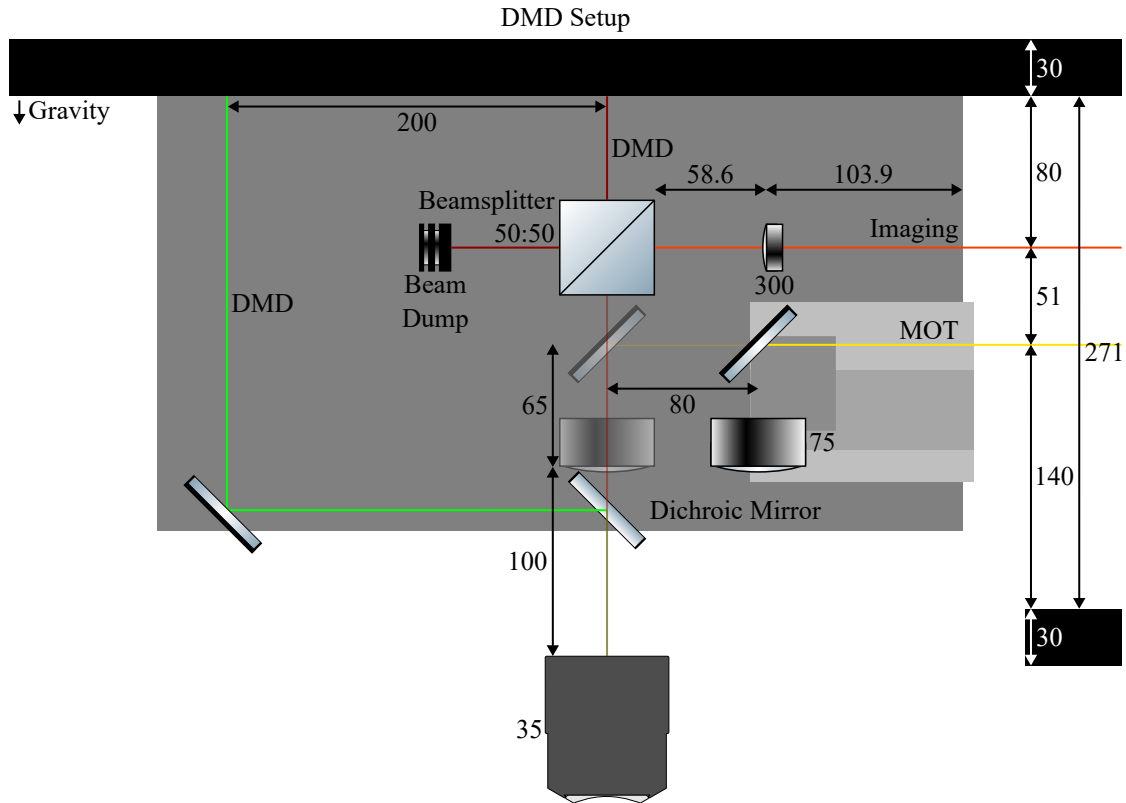 DMD Setup
30
Gravity
200
DMD
80
58.6
103.9
Beamsplitter
50:50
Imaging
300
Beam
Dump
DMD
51
MOT
271
65
80
75
140
Dichroic Mirror
100
30
35